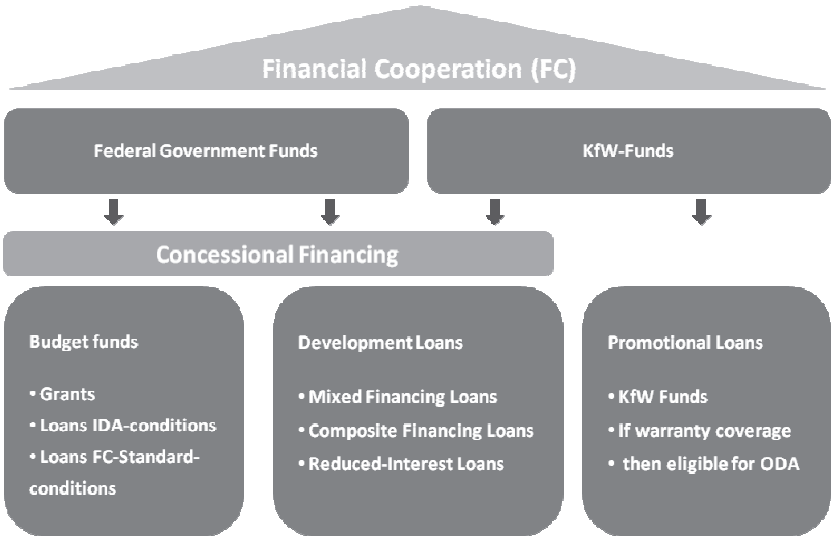 Financial Cooperation (FC)
Federal Government Funds
KfW-Funds
Concessional Financing
Budget funds
• Grants
• Loans IDA-conditions
• Loans FC-Standard-
conditions
Development Loans
• Mixed Financing Loans
• Composite Financing Loans
• Reduced-Interest Loans
Promotional Loans
• KfW Funds
• If warranty coverage
• then eligible for ODA